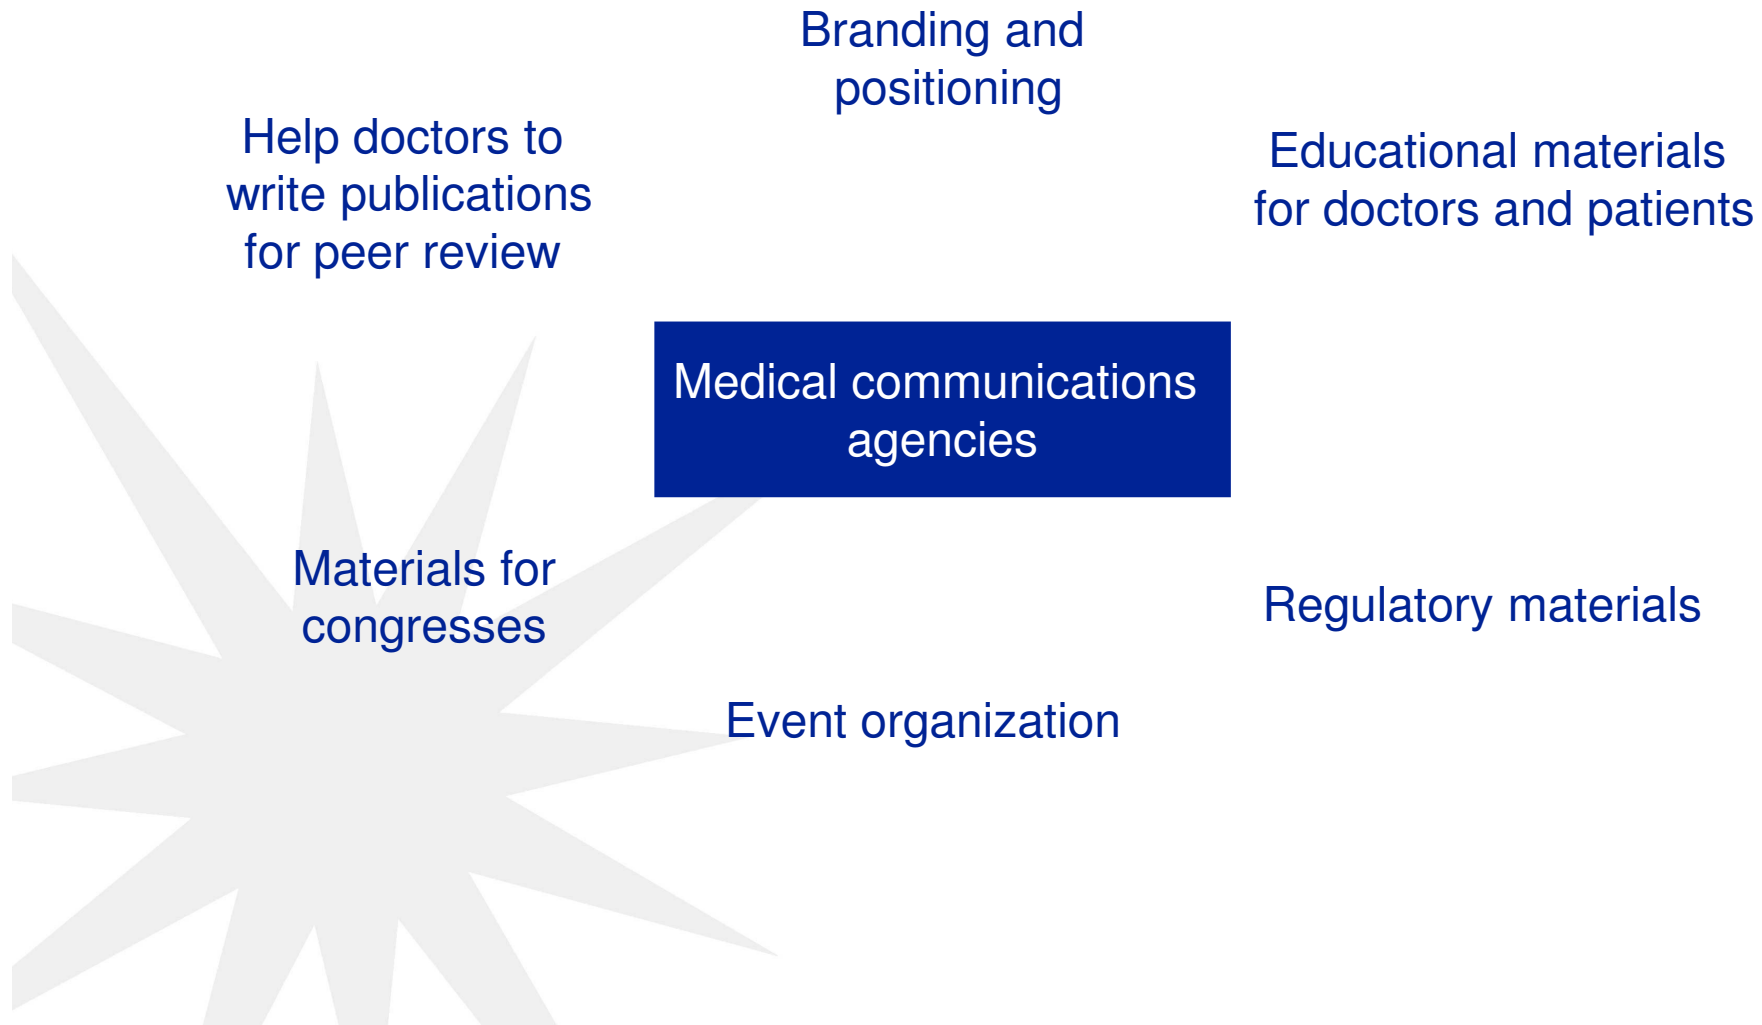 Branding and
positioning
Help doctors to
write publications
for peer review
Educational materials
for doctors and patients
Medical communications
agencies
Materials for
congresses
Regulatory materials
Event organization